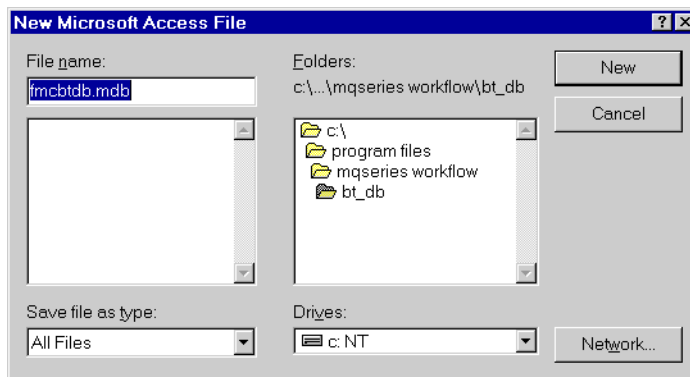 New Microsoft Access File
File name:
fmcbtdb.mdb
Folders:
c:\...\mqseries workflow\bt_db
c:\
program files
mqseries workflow
bt_db
Save file as type:
All Files
Drives:
c: NT
New
Cancel
Network...